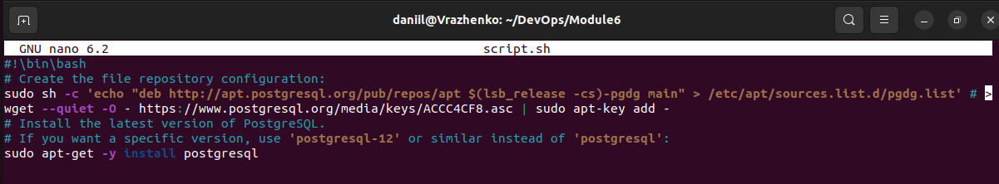 daniil@Vrazhenko: ~/DevOps/Module6
GNU nano 6.2 script.sh
#!\bin\bash
# Create the file repository configuration:
sudo sh -c 'echo "deb http://apt.postgresql.org/pub/repos/apt $(lsb_release -cs)-pgdg main" > /etc/apt/sources.list.d/pgdg.list' # >
wget --quiet -O - https://www.postgresql.org/media/keys/ACCC4CF8.asc | sudo apt-key add -
# Install the latest version of PostgreSQL.
# If you want a specific version, use 'postgresql-12' or similar instead of 'postgresql':
sudo apt-get -y install postgresql